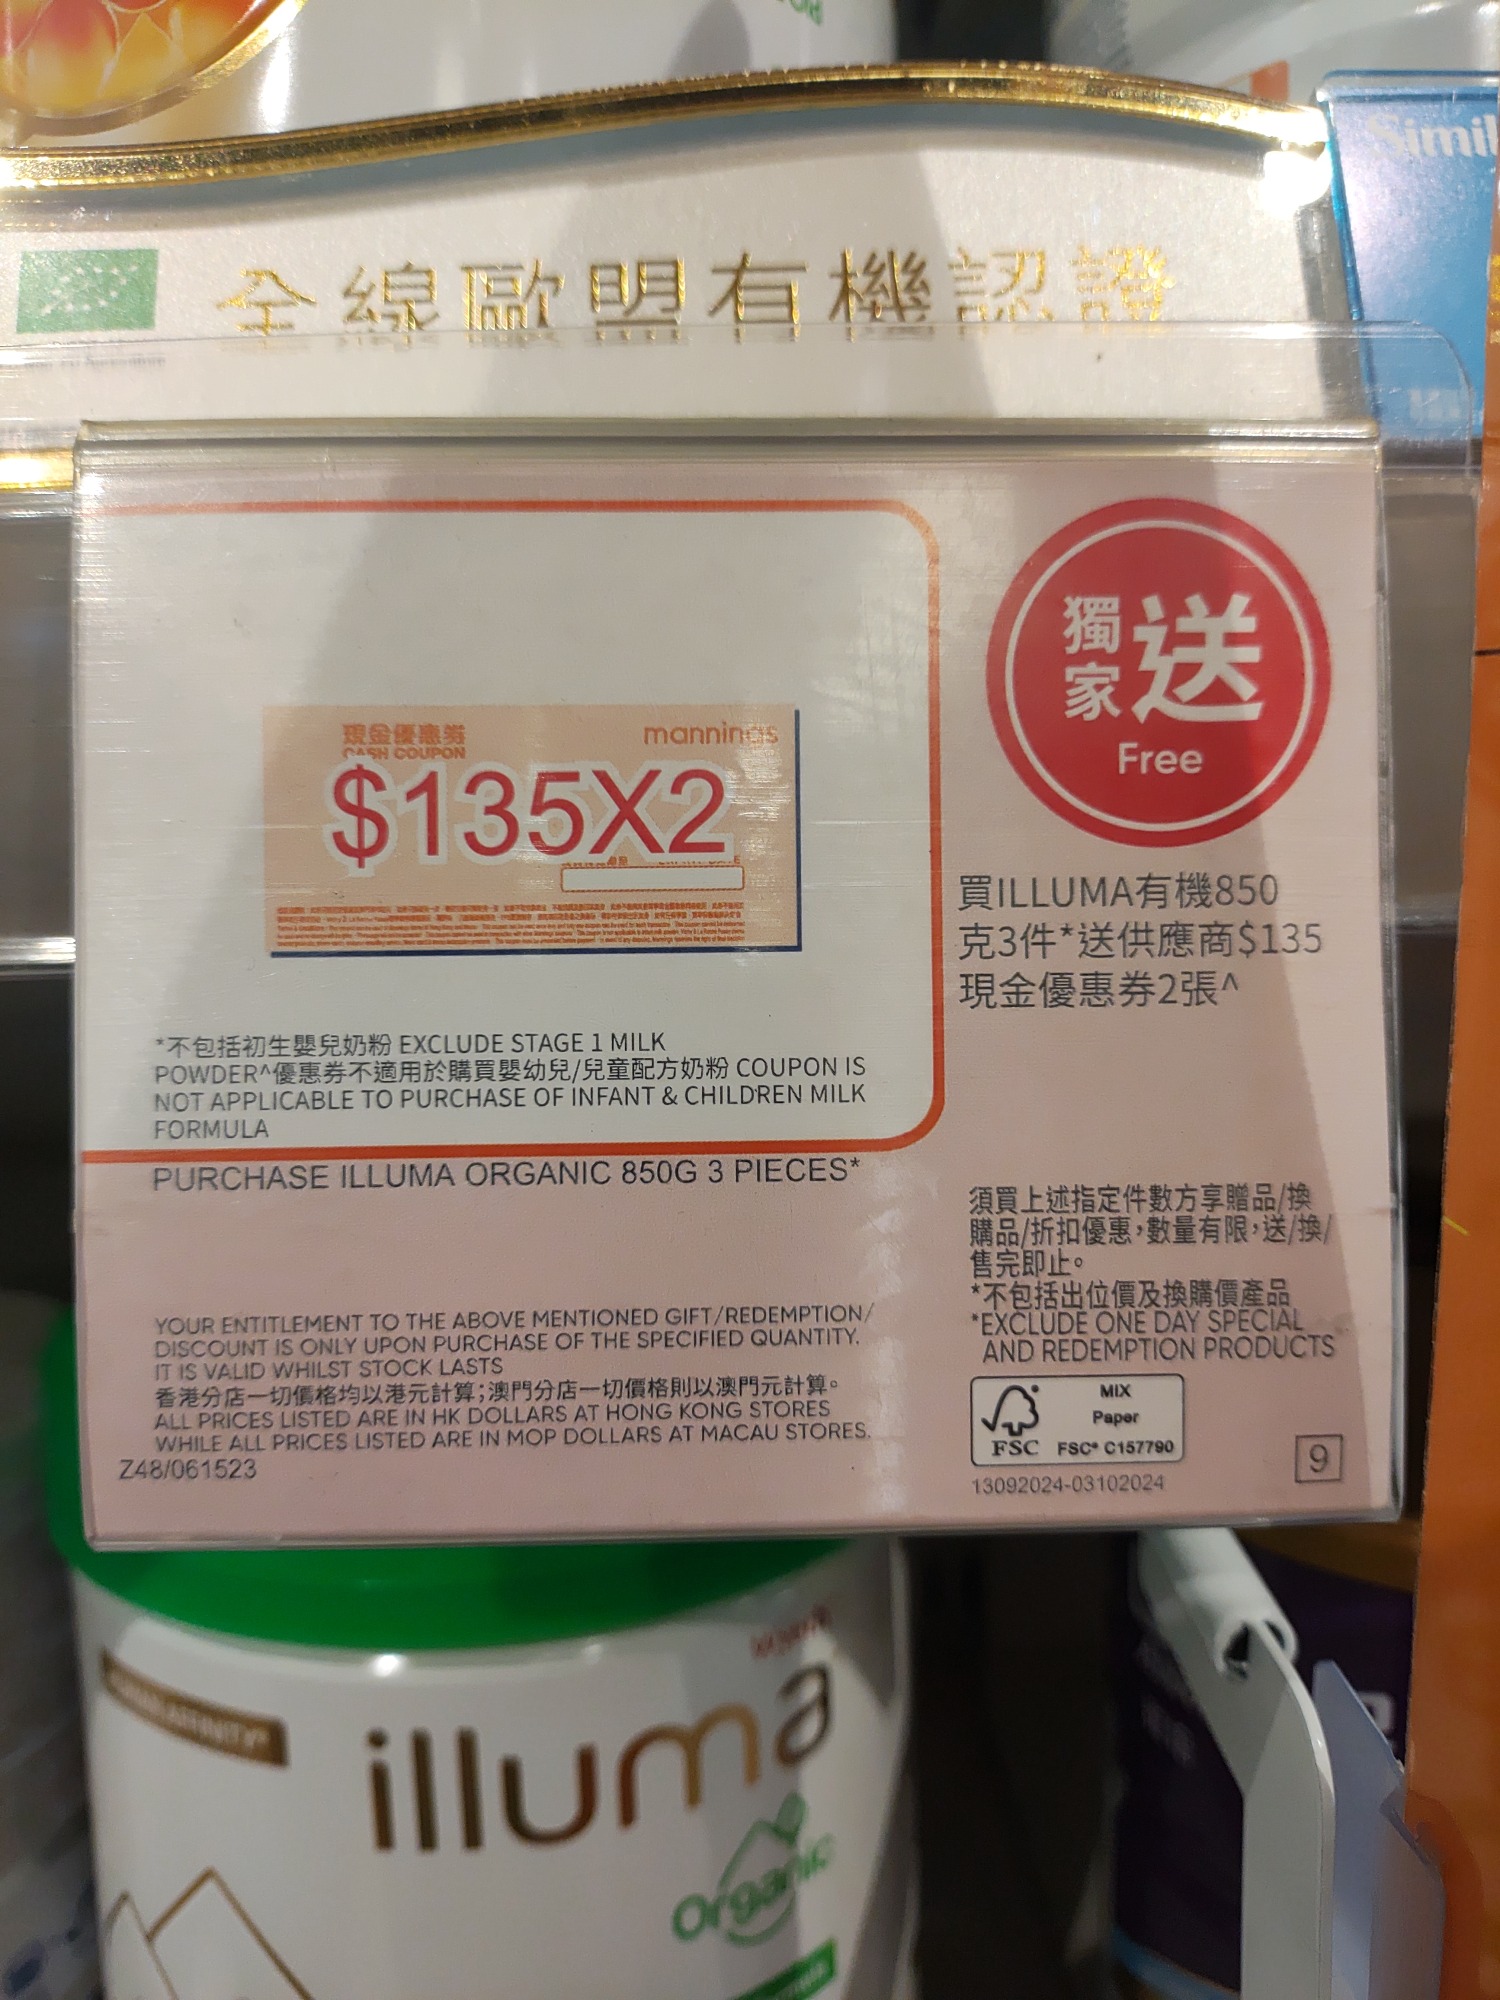 Simil
全線歐盟有機認證
獨家送
Free
現金優惠券
CASH COUPON
mannings
$135X2
買ILLUMA有機850
克3件*送供應商$135
現金優惠券2張^
*不包括初生嬰兒奶粉 EXCLUDE STAGE 1 MILK
POWDER^優惠券不適用於購買嬰幼兒/兒童配方奶粉 COUPON IS
NOT APPLICABLE TO PURCHASE OF INFANT & CHILDREN MILK
FORMULA
PURCHASE ILLUMA ORGANIC 850G 3 PIECES*
須買上述指定件數方享贈品/換
購品/折扣優惠，數量有限，送/換/
售完即止。
*不包括出位價及換購價產品
*EXCLUDE ONE DAY SPECIAL
AND REDEMPTION PRODUCTS
YOUR ENTITLEMENT TO THE ABOVE MENTIONED GIFT/REDEMPTION/
DISCOUNT IS ONLY UPON PURCHASE OF THE SPECIFIED QUANTITY.
IT IS VALID WHILST STOCK LASTS
香港分店一切價格均以港元計算；澳門分店一切價格則以澳門元計算。
ALL PRICES LISTED ARE IN HK DOLLARS AT HONG KONG STORES
WHILE ALL PRICES LISTED ARE IN MOP DOLLARS AT MACAU STORES.
Z48/061523
MIX
Paper
FSC FSC® C157790
13092024-03102024
9
illuma
Organic